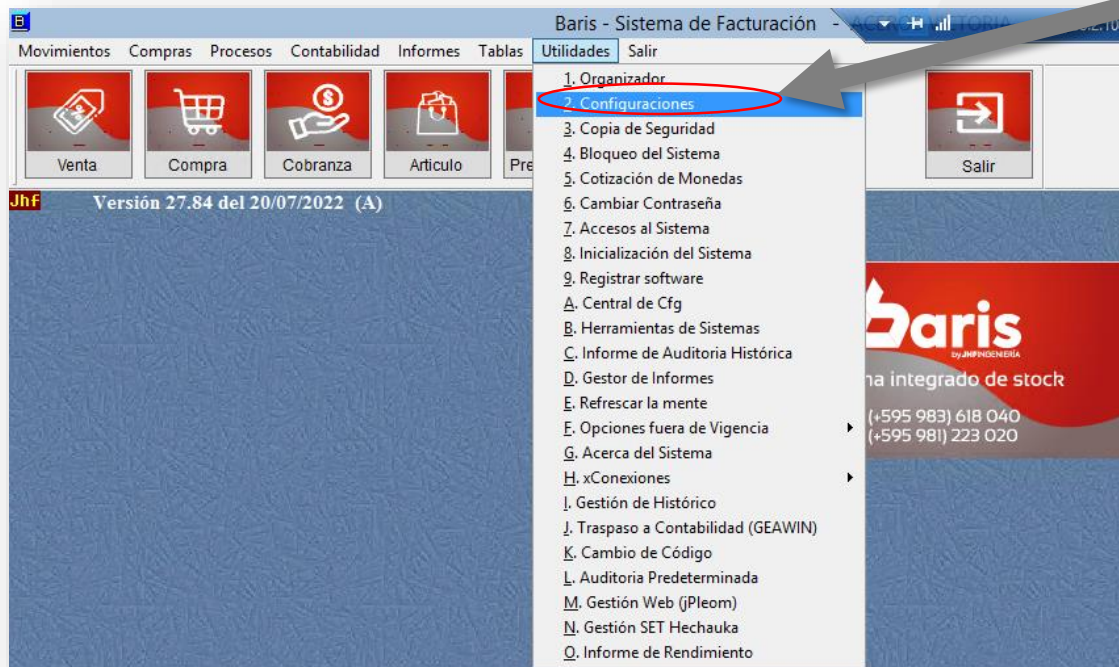 B
Baris - Sistema de Facturación -
Movimientos Compras Procesos Contabilidad Informes Tablas Utilidades Salir
Venta
Compra
Cobranza
Articulo
Pre
Salir
Jhf
Versión 27.84 del 20/07/2022 (A)
1. Organizador
2. Configuraciones
3. Copia de Seguridad
4. Bloqueo del Sistema
5. Cotización de Monedas
6. Cambiar Contraseña
7. Accesos al Sistema
8. Inicialización del Sistema
9. Registrar software
A. Central de Cfg
B. Herramientas de Sistemas
C. Informe de Auditoria Histórica
D. Gestor de Informes
E. Refrescar la mente
F. Opciones fuera de Vigencia
G. Acerca del Sistema
H. xConexiones
I. Gestión de Histórico
J. Traspaso a Contabilidad (GEAWIN)
K. Cambio de Código
L. Auditoria Predeterminada
M. Gestión Web (jPleom)
N. Gestión SET Hechauka
O. Informe de Rendimiento
baris
by JHF INGENIERÍA
na integrado de stock
(+595 983) 618 040
(+595 981) 223 020